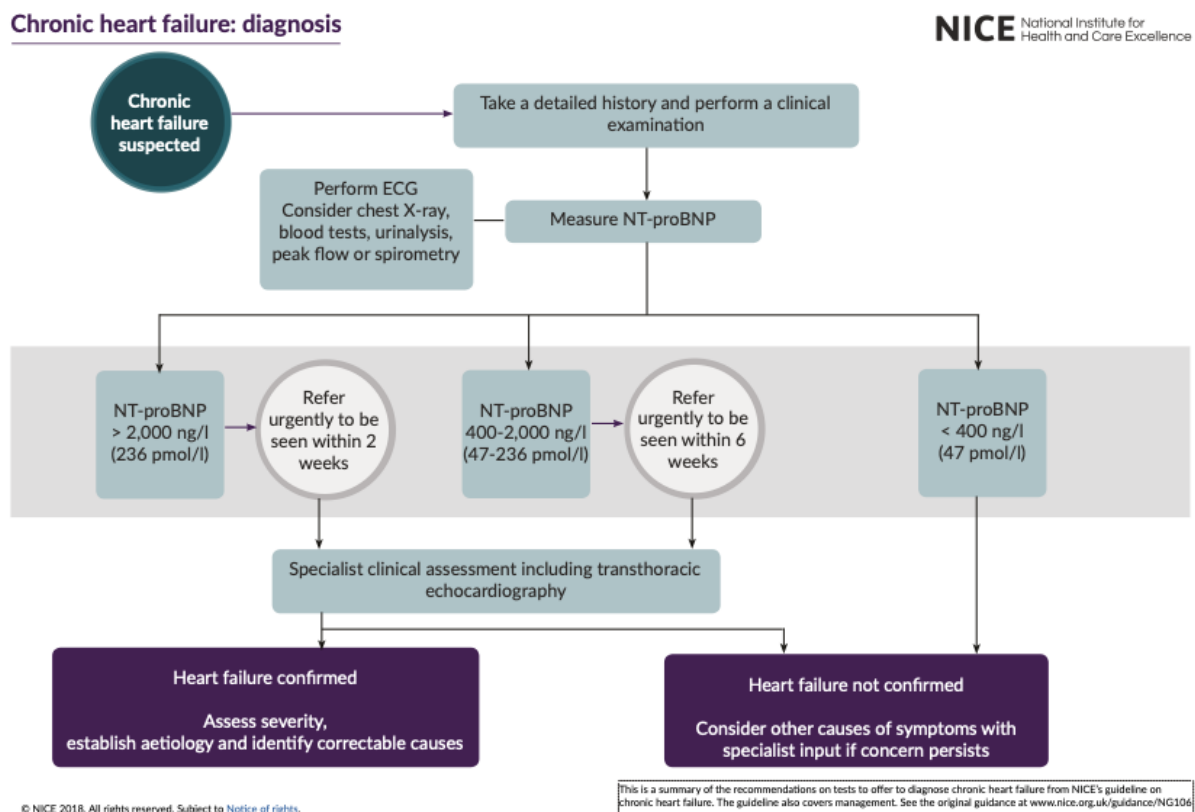 Chronic heart failure: diagnosis
NICE National Institute for
Health and Care Excellence
Chronic
heart failure
suspected
Take a detailed history and perform a clinical
examination
Perform ECG
Consider chest X-ray,
blood tests, urinalysis,
peak flow or spirometry
Measure NT-proBNP
NT-proBNP
> 2,000 ng/l
(236 pmol/l)
Refer
urgently to be
seen within 2
weeks
NT-proBNP
400-2,000 ng/l
(47-236 pmol/l)
Refer
urgently to be
seen within 6
weeks
NT-proBNP
< 400 ng/l
(47 pmol/l)
Specialist clinical assessment including transthoracic
echocardiography
Heart failure confirmed
Assess severity,
establish aetiology and identify correctable causes
Heart failure not confirmed
Consider other causes of symptoms with
specialist input if concern persists
© NICE 2018. All rights reserved. Subject to Notice of rights.
This is a summary of the recommendations on tests to offer to diagnose chronic heart failure from NICE's guideline on
chronic heart failure. The guideline also covers management. See the original guidance at www.nice.org.uk/guidance/NG106